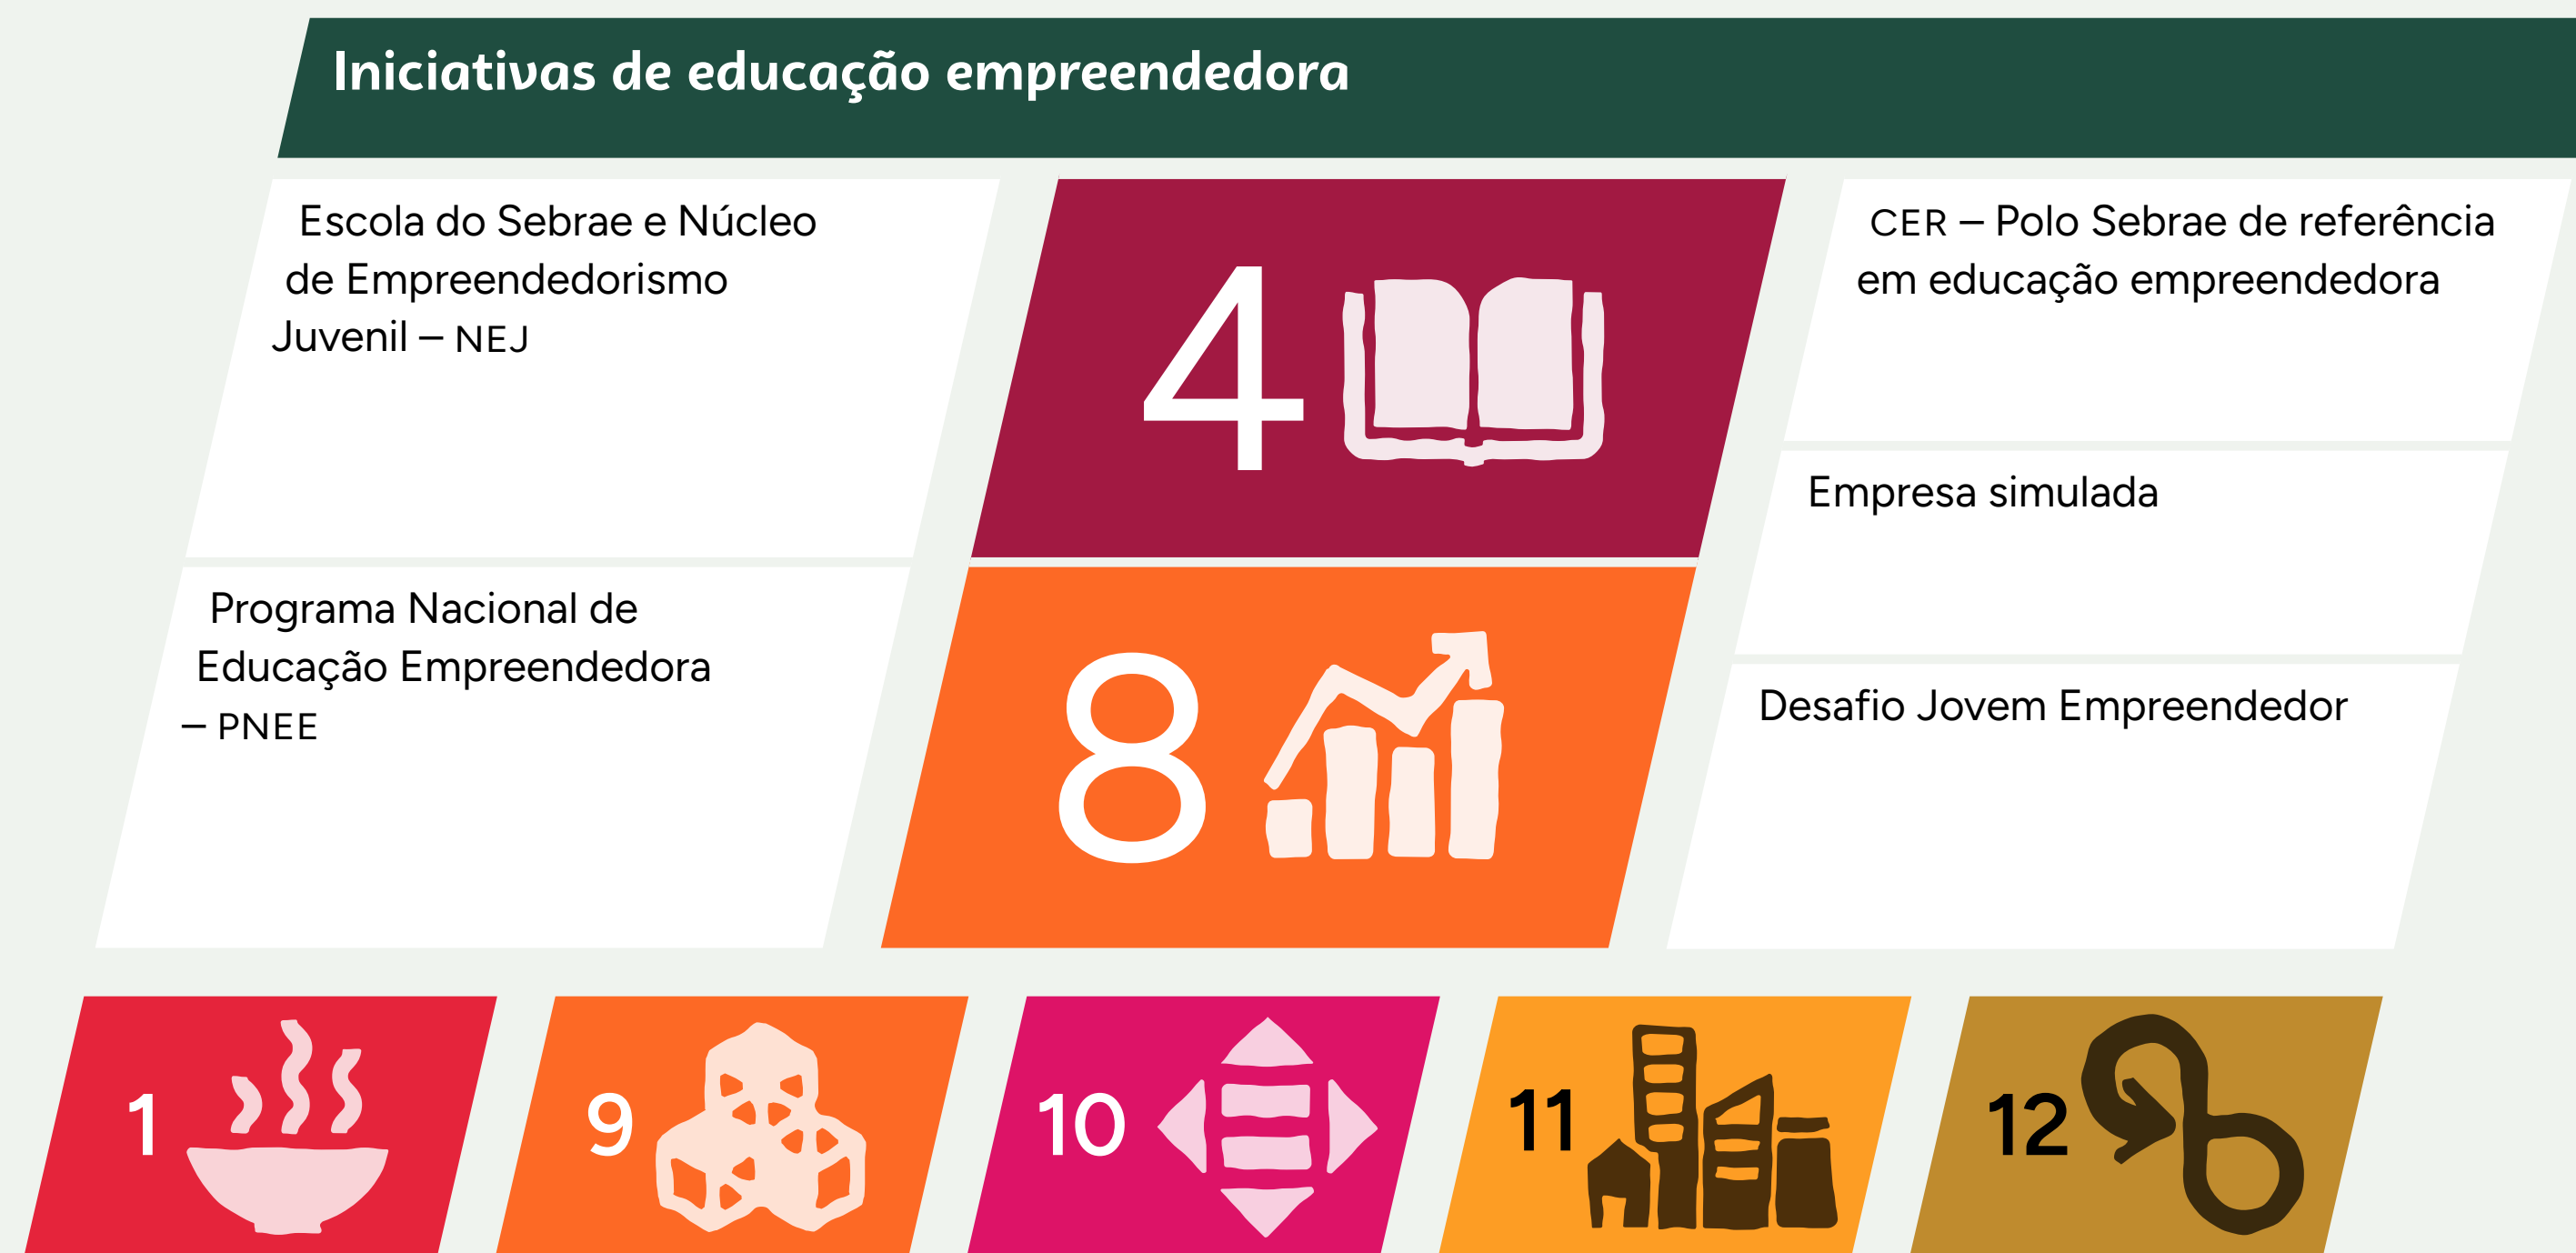 Iniciativas de educação empreendedora
Escola do Sebrae e Núcleo
de Empreendedorismo
Juvenil – NEJ
Programa Nacional de
Educação Empreendedora
– PNEE
4
8
CER – Polo Sebrae de referência
em educação empreendedora
Empresa simulada
Desafio Jovem Empreendedor
1
9
10
11
12